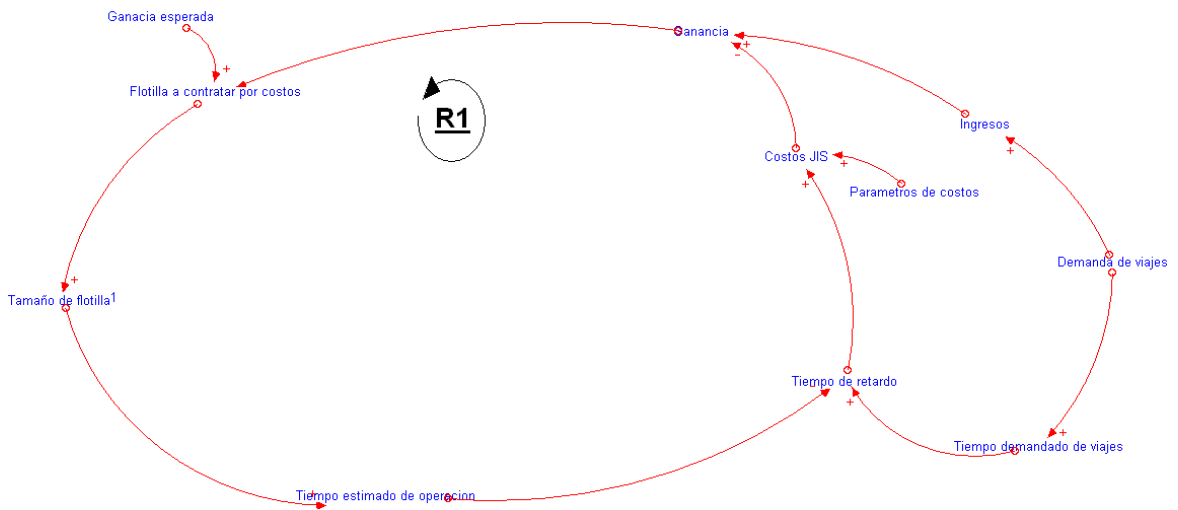 Ganacia esperada
Ganancia
+
+
-
Flotilla a contratar por costos
R1
Ingresos
+
Costos JIS
+
+
Parametros de costos
Demanda de viajes
+
Tamaño de flotilla1
Tiempo de retardo
-
+
+
Tiempo demandado de viajes
+
Tiempo estimado de operacion